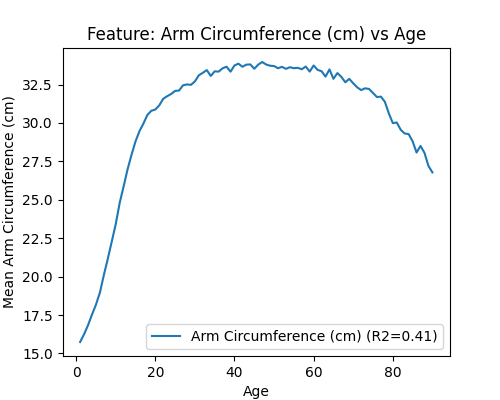 Feature: Arm Circumference (cm) vs Age
Mean Arm Circumference (cm)
32.5
30.0
27.5
25.0
22.5
20.0
17.5
15.0
Arm Circumference (cm) (R2=0.41)
0 20 40 60 80
Age